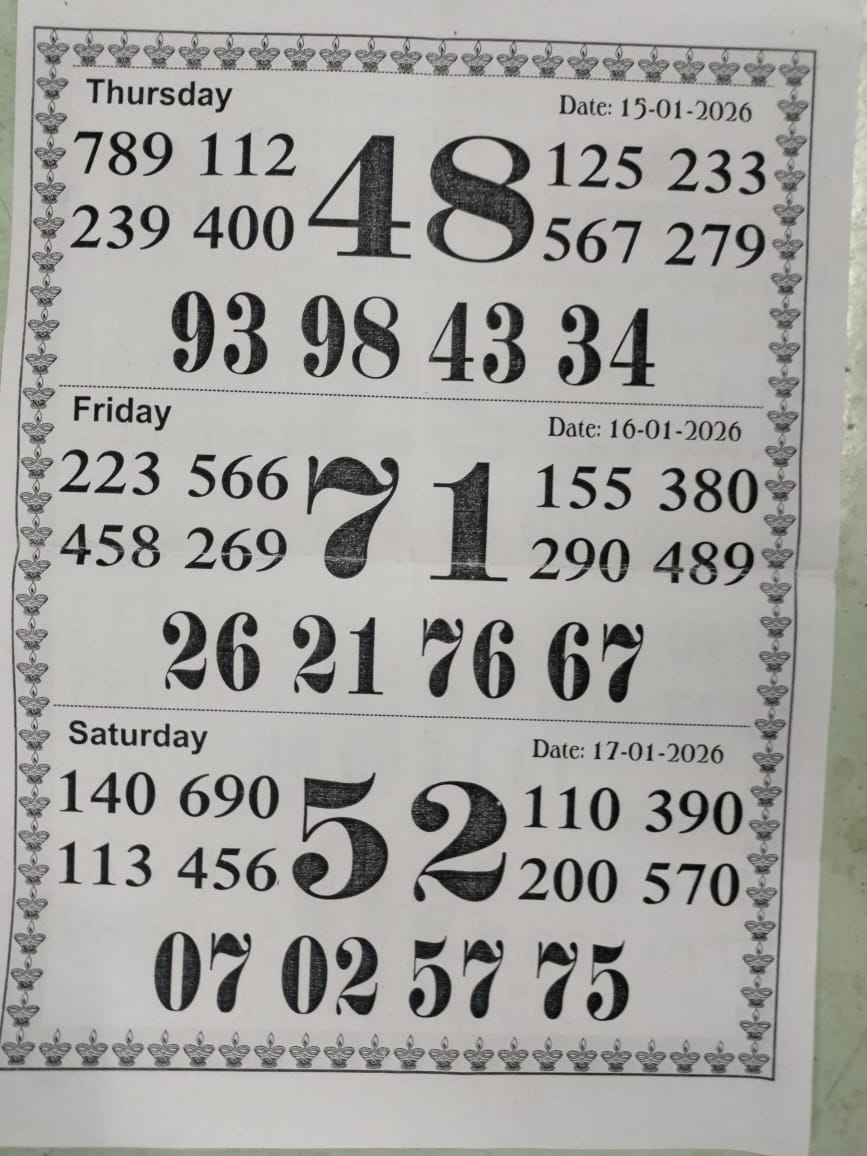 Thursday Date: 15-01-2026
789 112 48 125 233
239 400 567 279
93 98 43 34
Friday Date: 16-01-2026
223 566 71 155 380
458 269 290 489
26 21 76 67
Saturday Date: 17-01-2026
140 690 52 110 390
113 456 200 570
07 02 57 75